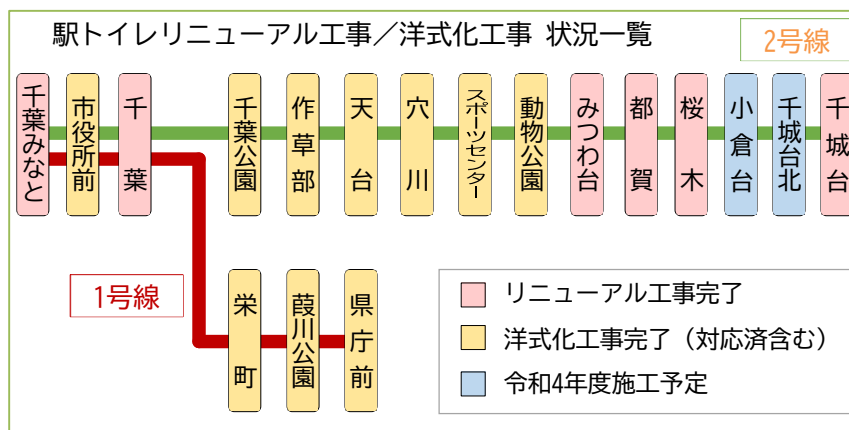 駅トイレリニューアル工事／洋式化工事 状況一覧
2号線
千葉みなと
市役所前
千葉
千葉公園
作草部
天台
穴川
スポーツセンター
動物公園
みつわ台
都賀
桜木
小倉台
千城台北
千城台
1号線
栄町
葭川公園
県庁前
リニューアル工事完了
洋式化工事完了（対応済含む）
令和4年度施工予定